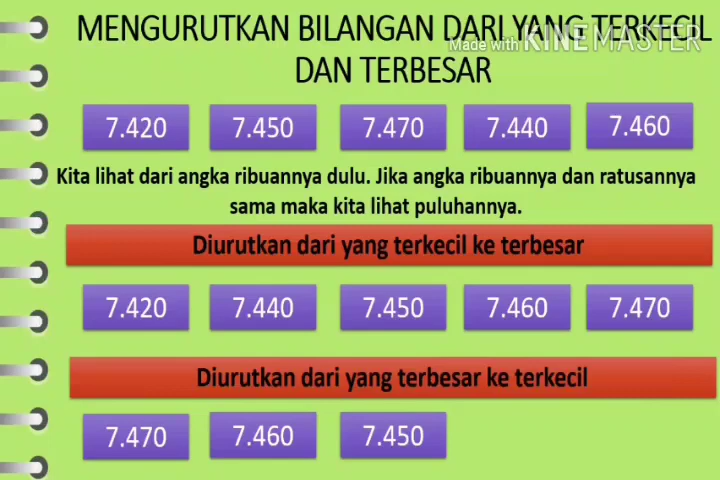 MENGURUTKAN BILANGAN DARI YANG TERKECIL
Made with KINEMASTER
DAN TERBESAR
7.420 7.450 7.470 7.440 7.460
Kita lihat dari angka ribuannya dulu. Jika angka ribuannya dan ratusannya
sama maka kita lihat puluhannya.
Diurutkan dari yang terkecil ke terbesar
7.420 7.440 7.450 7.460 7.470
Diurutkan dari yang terbesar ke terkecil
7.470 7.460 7.450